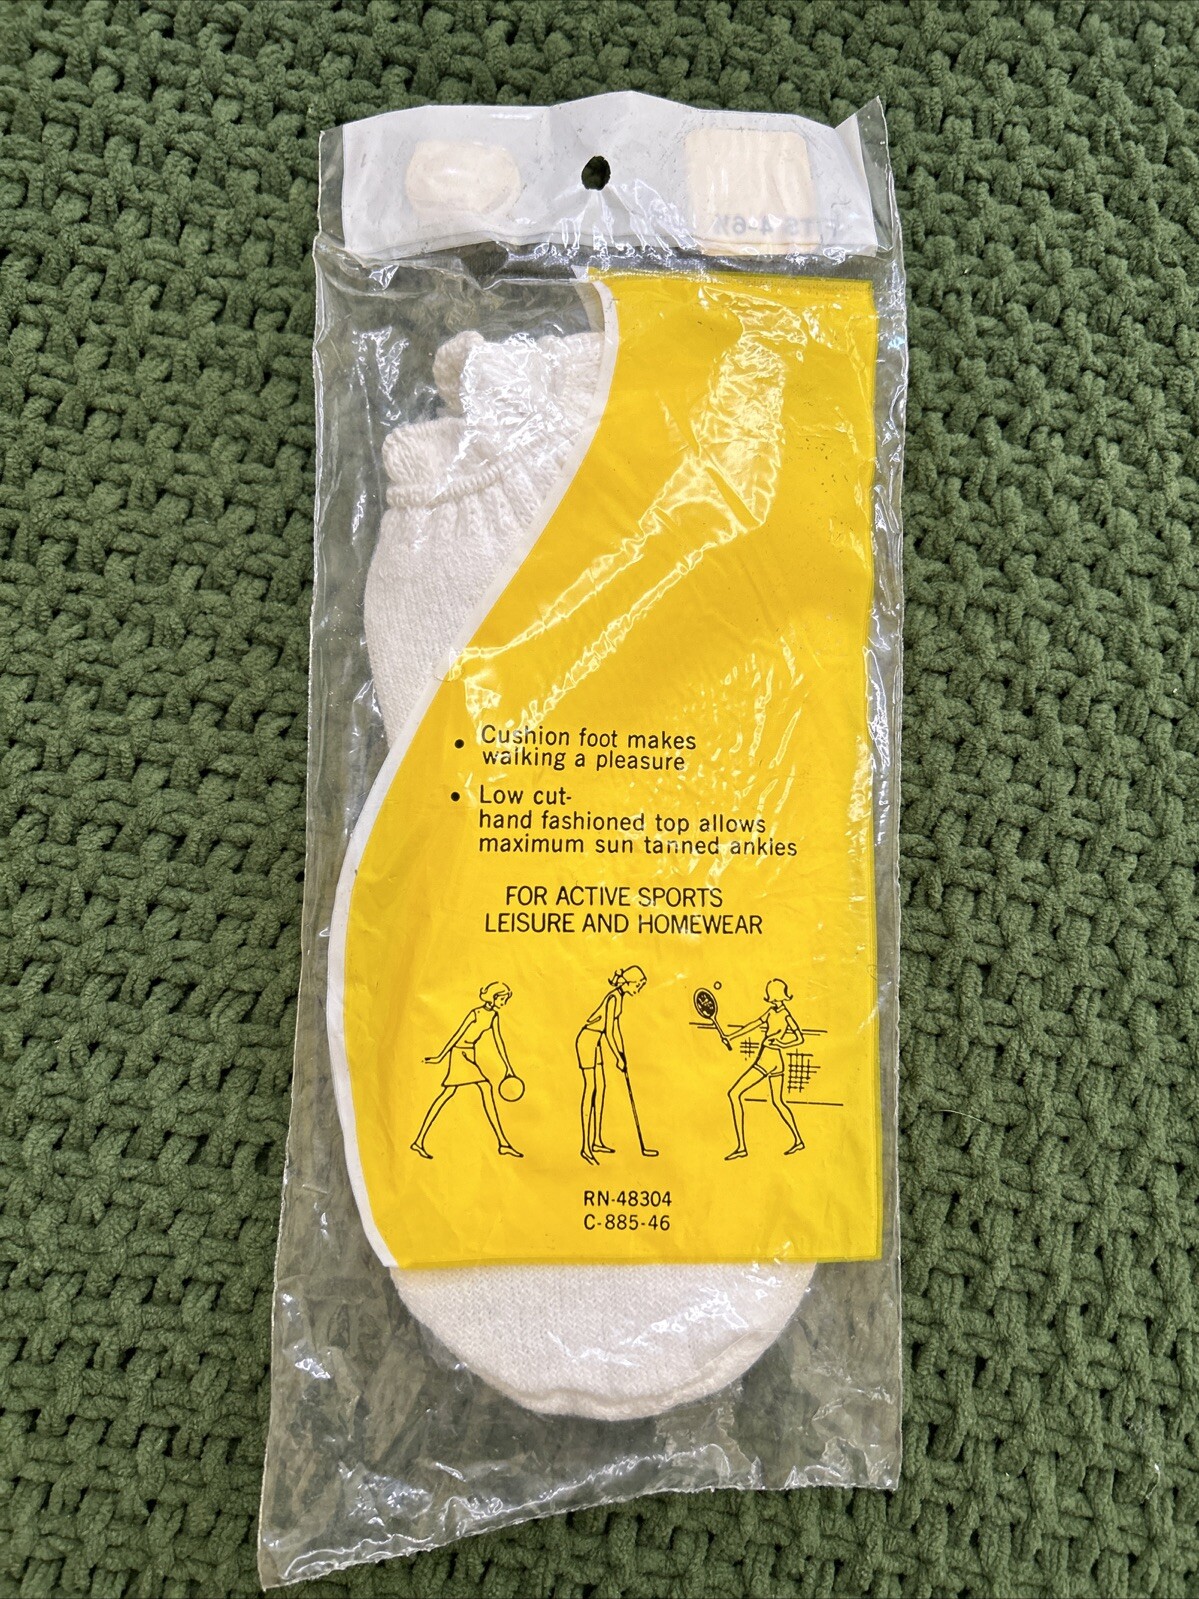 • Cushion foot makes
walking a pleasure
• Low cut-
hand fashioned top allows
maximum sun tanned ankles
FOR ACTIVE SPORTS
LEISURE AND HOMEWEAR
RN-48304
C-885-46